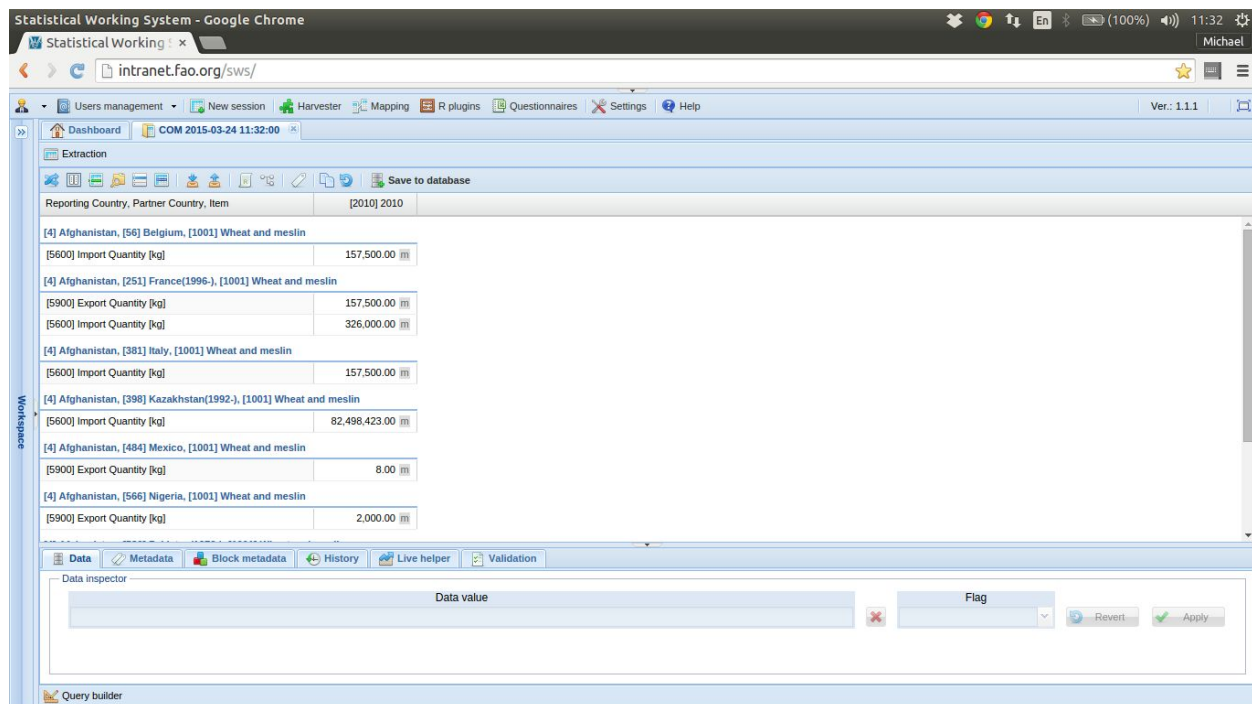 Statistical Working System - Google Chrome
En (100%) 11:32
Statistical Working S × Michael
intranet.fao.org/sws/
Users management New session Harvester Mapping R plugins Questionnaires Settings Help Ver.: 1.1.1
Dashboard COM 2015-03-24 11:32:00
Extraction
Save to database
Reporting Country, Partner Country, Item [2010] 2010
[4] Afghanistan, [56] Belgium, [1001] Wheat and meslin
[5600] Import Quantity [kg] 157,500.00 m
[4] Afghanistan, [251] France(1996-), [1001] Wheat and meslin
[5900] Export Quantity [kg] 157,500.00 m
[5600] Import Quantity [kg] 326,000.00 m
[4] Afghanistan, [381] Italy, [1001] Wheat and meslin
[5600] Import Quantity [kg] 157,500.00 m
[4] Afghanistan, [398] Kazakhstan(1992-), [1001] Wheat and meslin
[5600] Import Quantity [kg] 82,498,423.00 m
Workspace
[4] Afghanistan, [484] Mexico, [1001] Wheat and meslin
[5900] Export Quantity [kg] 8.00 m
[4] Afghanistan, [566] Nigeria, [1001] Wheat and meslin
[5900] Export Quantity [kg] 2,000.00 m
Data Metadata Block metadata History Live helper Validation
Data inspector
Data value Flag
Revert Apply
Query builder